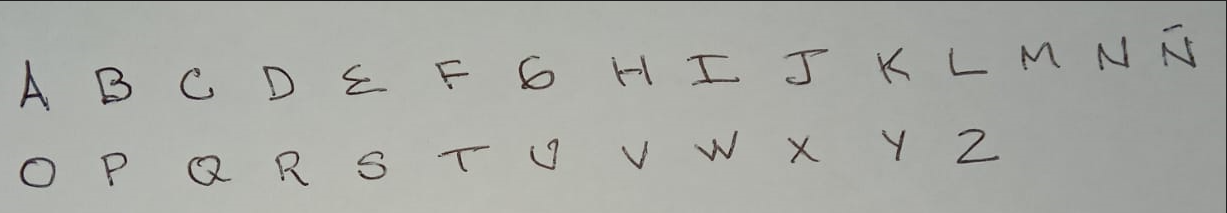 A B C D E F G H I J K L M N Ñ
O P Q R S T U V W X Y Z